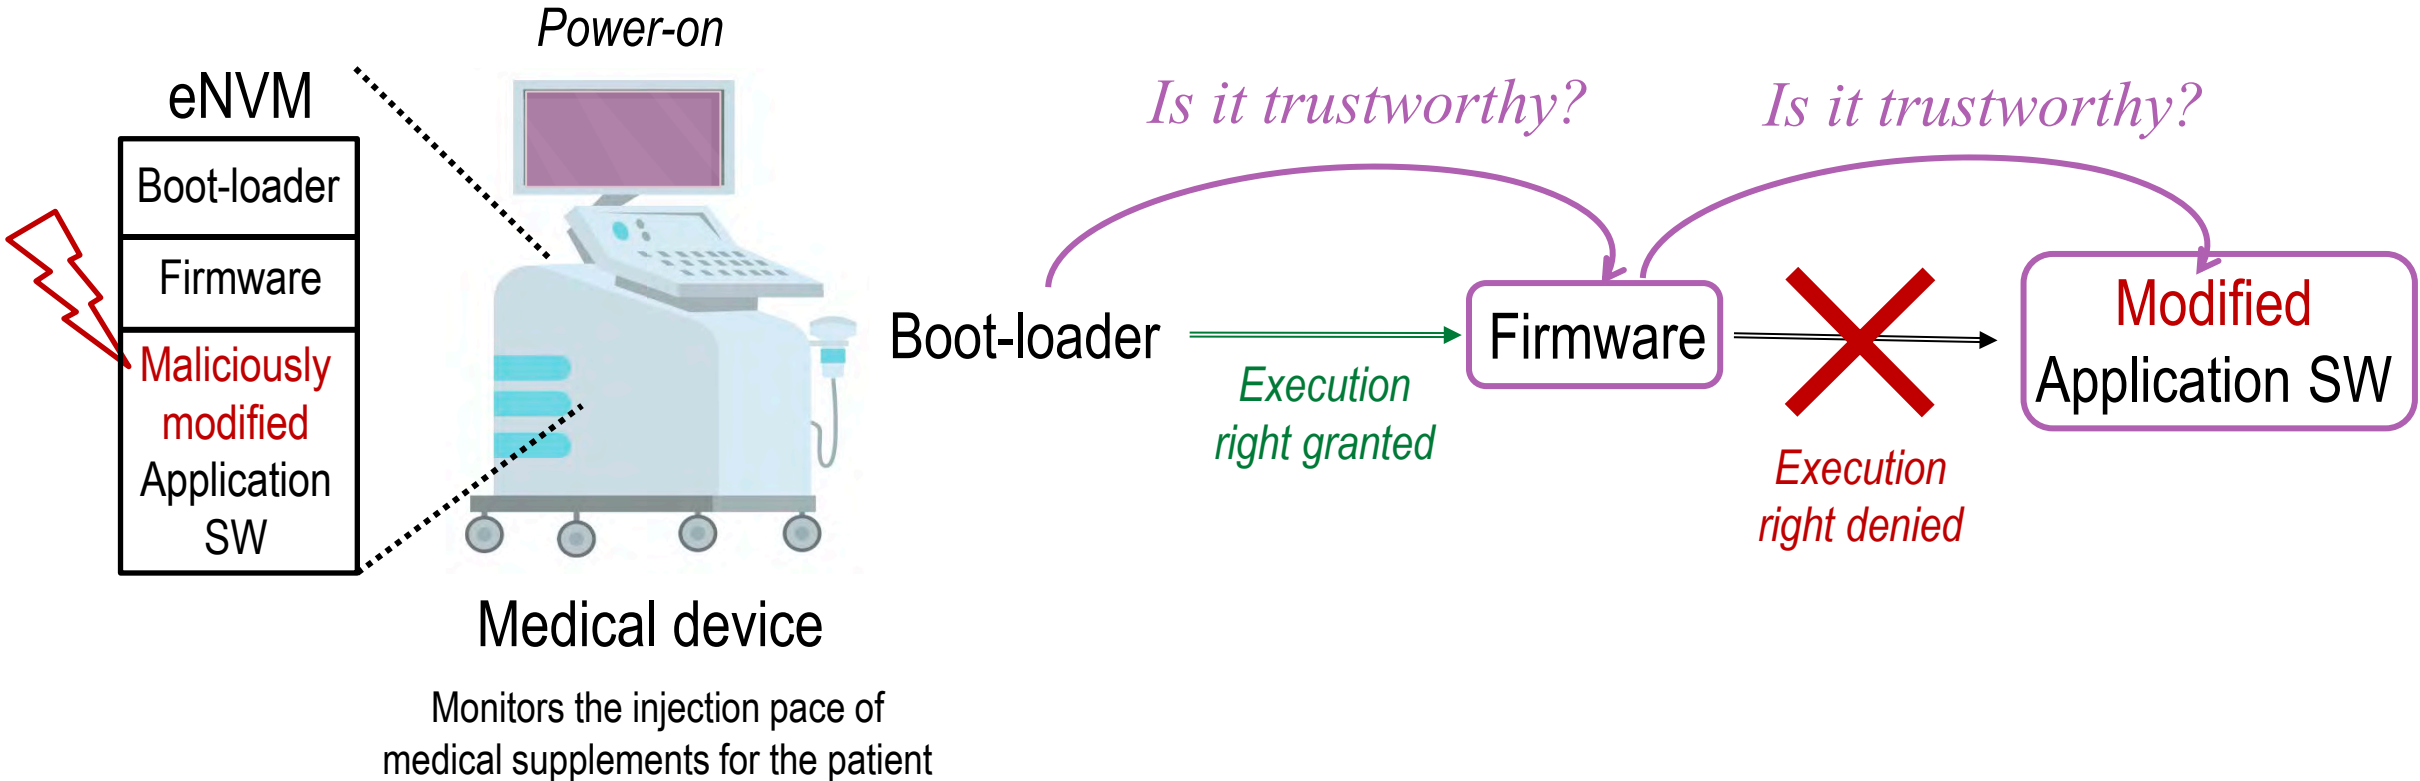 Power-on
eNVM
Boot-loader
Firmware
Maliciously
modified
Application
SW
Medical device
Monitors the injection pace of
medical supplements for the patient
Is it trustworthy?
Is it trustworthy?
Boot-loader
Execution
right granted
Firmware
Execution
right denied
Modified
Application SW